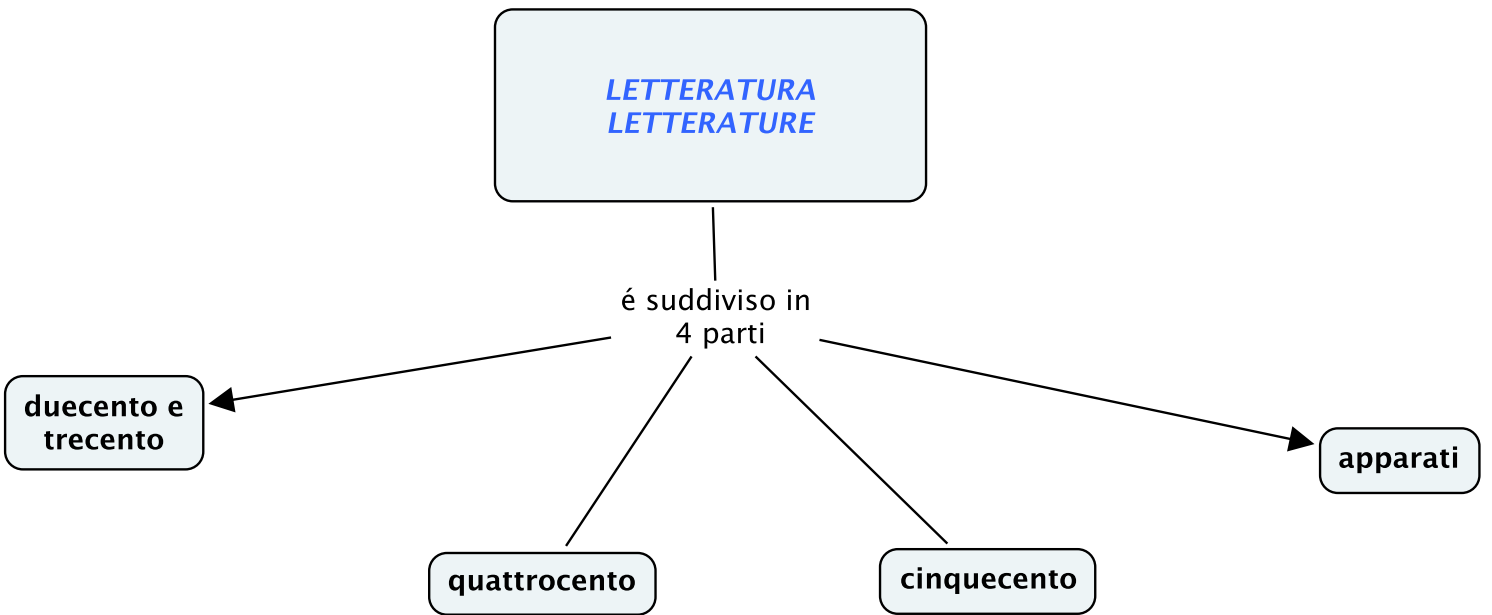 LETTERATURA
LETTERATURE
é suddiviso in
4 parti
duecento e
trecento
apparati
quattrocento
cinquecento